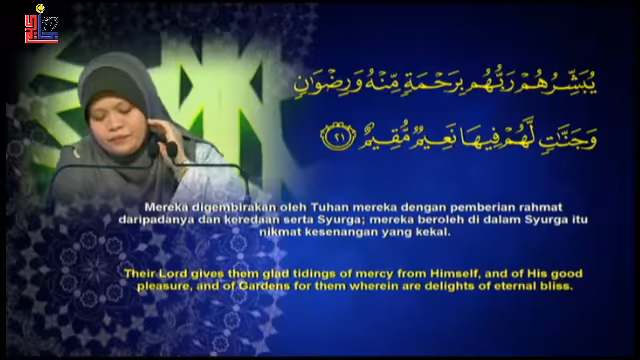 يُبَشِّرُهُمْ رَبُّهُم بِرَحْمَةٍ مِّنْهُ وَرِضْوَانٍ
وَجَنَّاتٍ لَّهُمْ فِيهَا نَعِيمٌ مُّقِيمٌ ٢١
Mereka digembirakan oleh Tuhan mereka dengan pemberian rahmat
daripadanya dan keredaan serta Syurga; mereka beroleh di dalam Syurga itu
nikmat kesenangan yang kekal.
Their Lord gives them glad tidings of mercy from Himself, and of His good
pleasure, and of Gardens for them wherein are delights of eternal bliss.